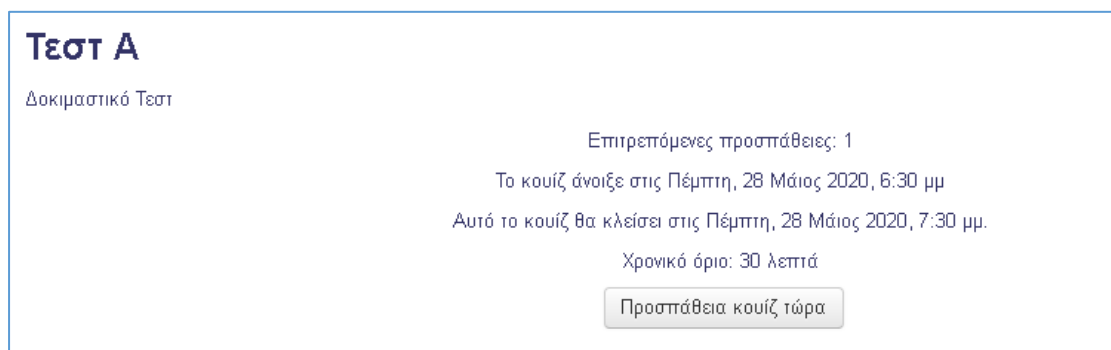 Τεστ Α
Δοκιμαστικό Τεστ
Επιτρεπόμενες προσπάθειες: 1
Το κουίζ άνοιξε στις Πέμπτη, 28 Μάιος 2020, 6:30 μμ
Αυτό το κουίζ θα κλείσει στις Πέμπτη, 28 Μάιος 2020, 7:30 μμ.
Χρονικό όριο: 30 λεπτά
Προσπάθεια κουίζ τώρα